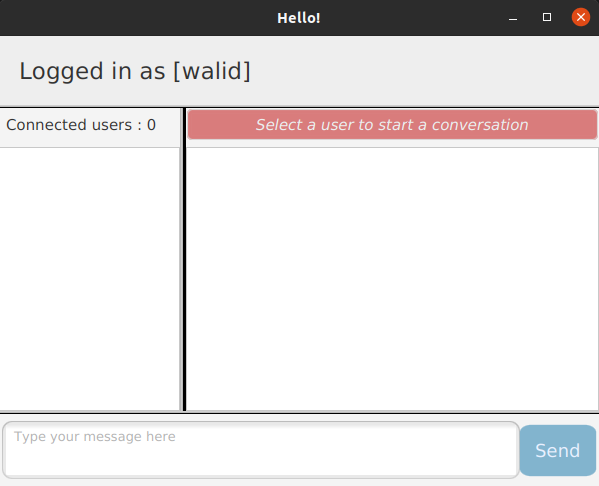 Hello!
Logged in as [walid]
Connected users : 0
Select a user to start a conversation
Type your message here
Send